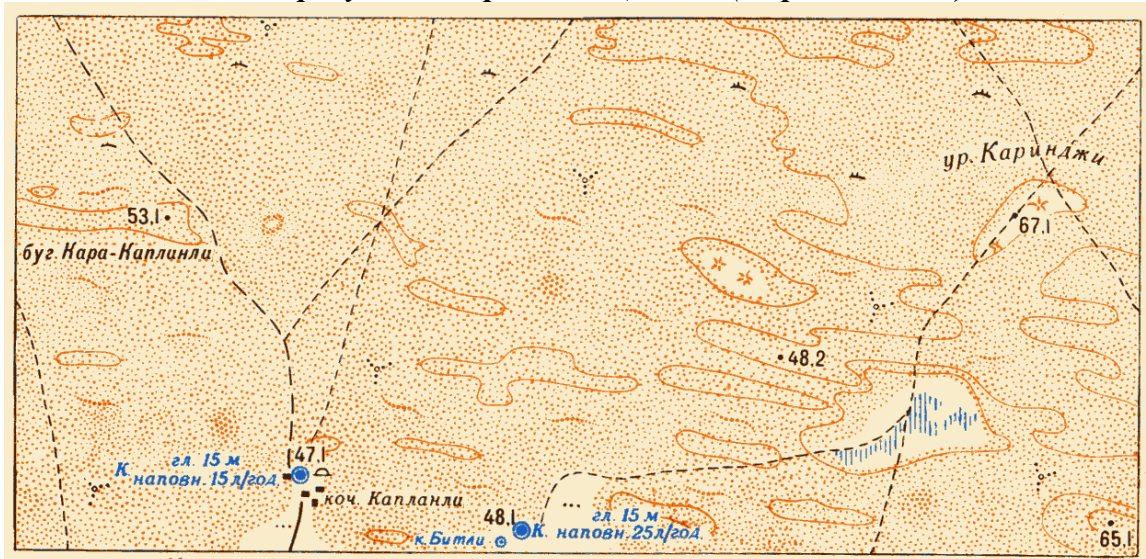 ур. Каринджи
53.1
67.1
буг. Кара-Каплинли
48.2
47.1
К гл. 15 м
наповн. 15 л/год.
коч. Капланли
48.1
К. гл. 15 м
наповн. 25 л/год.
к. Битли
65.1